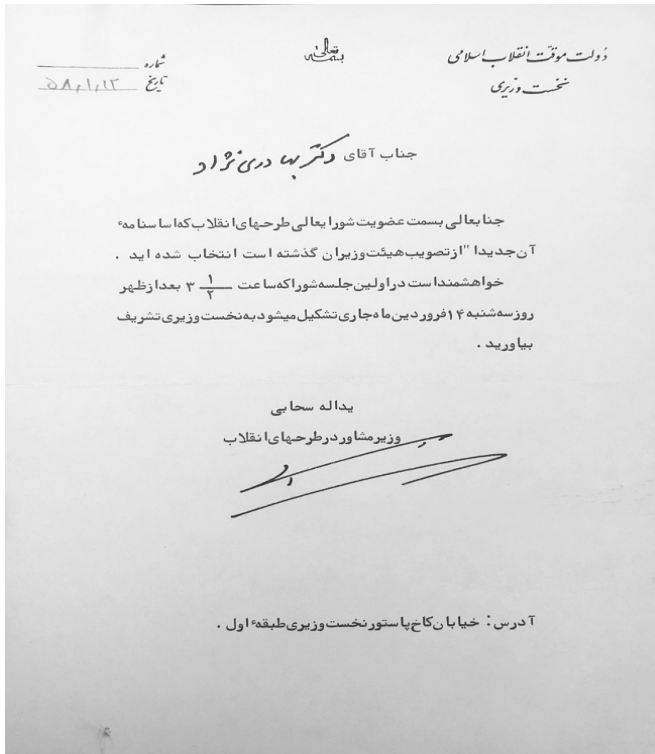 بسمه تعالی
دولت موقت انقلاب اسلامی
نخست وزیری
شماره
تاریخ ۵۸,۱,۱۲
جناب آقای دکتر بهادری نژاد
جنابعالی بسمت عضویت شورایعالی طرحهای انقلاب که اساسنامهٔ
آن جدیدا" از تصویب هیئت وزیران گذشته است انتخاب شده اید .
خواهشمند است در اولین جلسه شورا که ساعت ۱/۲ ۳ بعد از ظهر
روز سه شنبه ۱۴ فروردین ماه جاری تشکیل میشود به نخست وزیری تشریف
بیاورید .
یداله سحابی
وزیر مشاور در طرحهای انقلاب
آدرس : خیابان کاخ پاستور نخست وزیری طبقهٔ اول .